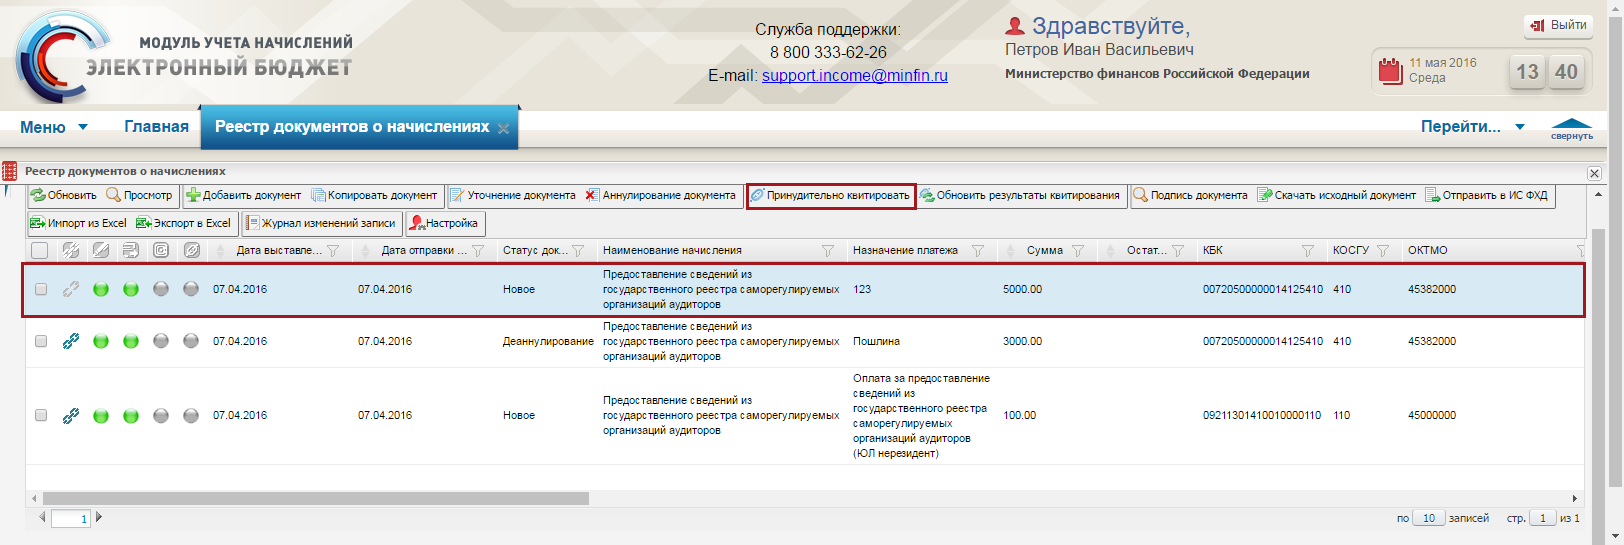 МОДУЛЬ УЧЕТА НАЧИСЛЕНИЙ
ЭЛЕКТРОННЫЙ БЮДЖЕТ
Служба поддержки:
8 800 333-62-26
E-mail: support.income@minfin.ru
Здравствуйте,
Петров Иван Васильевич
Министерство финансов Российской Федерации
Выйти
11 мая 2016
Среда
13 40
Меню Главная Реестр документов о начислениях Перейти... свернуть
Реестр документов о начислениях
Обновить Просмотр Добавить документ Копировать документ Уточнение документа Аннулирование документа Принудительно квитировать Обновить результаты квитирования Подпись документа Скачать исходный документ Отправить в ИС ФХД
Импорт из Excel Экспорт в Excel Журнал изменений записи Настройка
Дата выставле... Дата отправки ... Статус док... Наименование начисления Назначение платежа Сумма Остат... КБК КОСГУ ОКТМО
Предоставление сведений из
07.04.2016 07.04.2016 Новое государственного реестра саморегулируемых 123 5000.00 00720500000014125410 410 45382000
организаций аудиторов
Предоставление сведений из
07.04.2016 07.04.2016 Деаннулирование государственного реестра саморегулируемых Пошлина 3000.00 00720500000014125410 410 45382000
организаций аудиторов
Оплата за предоставление
сведений из
Предоставление сведений из
07.04.2016 07.04.2016 Новое государственного реестра саморегулируемых государственного реестра 100.00 09211301410010000110 110 45000000
саморегулируемых
организаций аудиторов организаций аудиторов
(ЮЛ нерезидент)
1 по 10 записей стр. 1 из 1